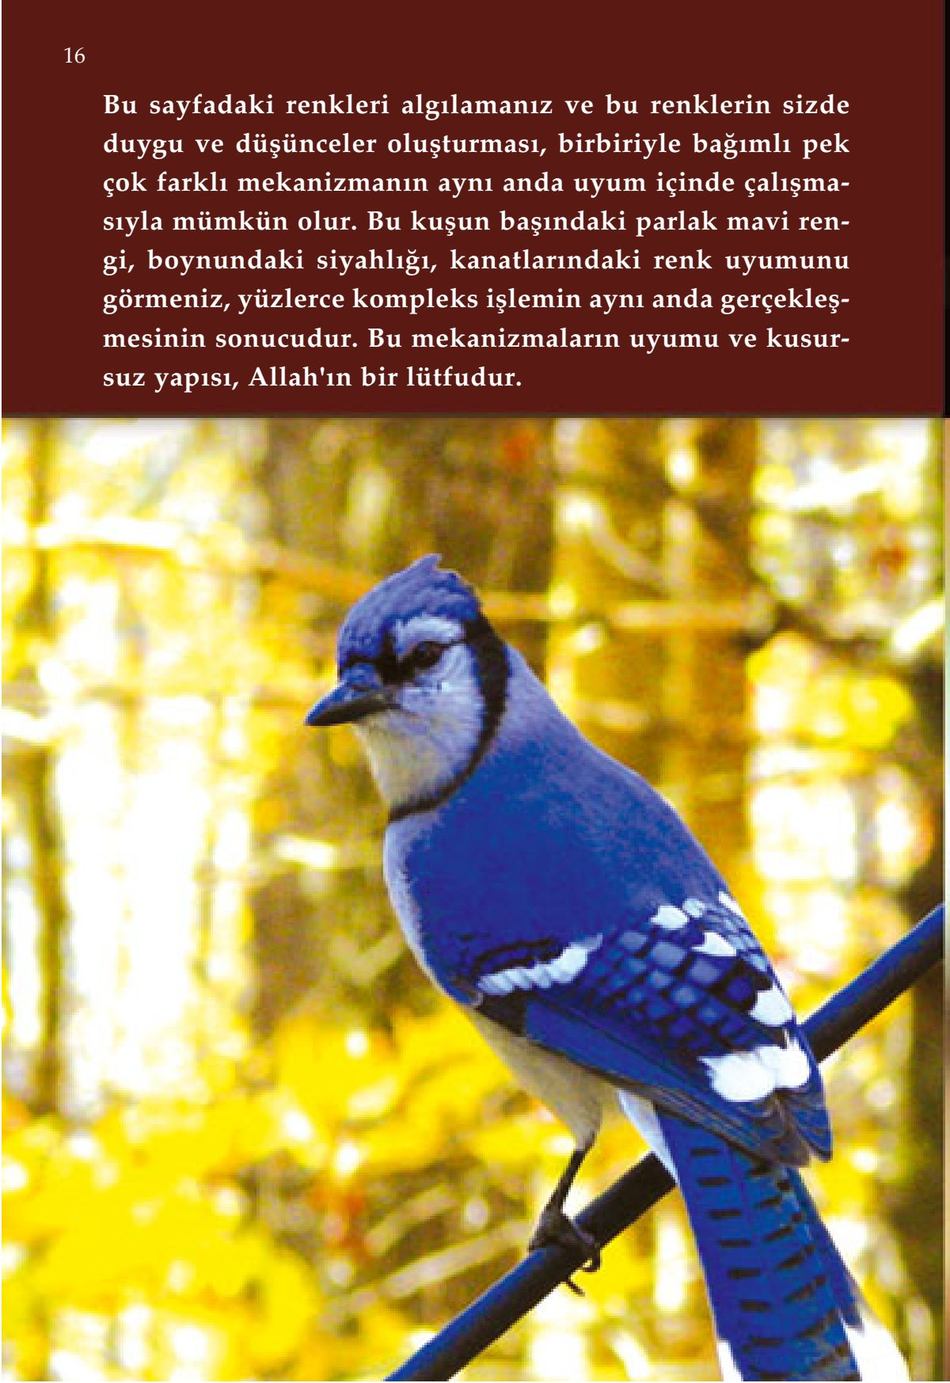 16
Bu sayfadaki renkleri algılamanız ve bu renklerin sizde
duygu ve düşünceler oluşturması, birbiriyle bağımlı pek
çok farklı mekanizmanın aynı anda uyum içinde çalışma-
sıyla mümkün olur. Bu kuşun başındaki parlak mavi ren-
gi, boynundaki siyahlığı, kanatlarındaki renk uyumunu
görmeniz, yüzlerce kompleks işlemin aynı anda gerçekleş-
mesinin sonucudur. Bu mekanizmaların uyumu ve kusur-
suz yapısı, Allah'ın bir lütfudur.